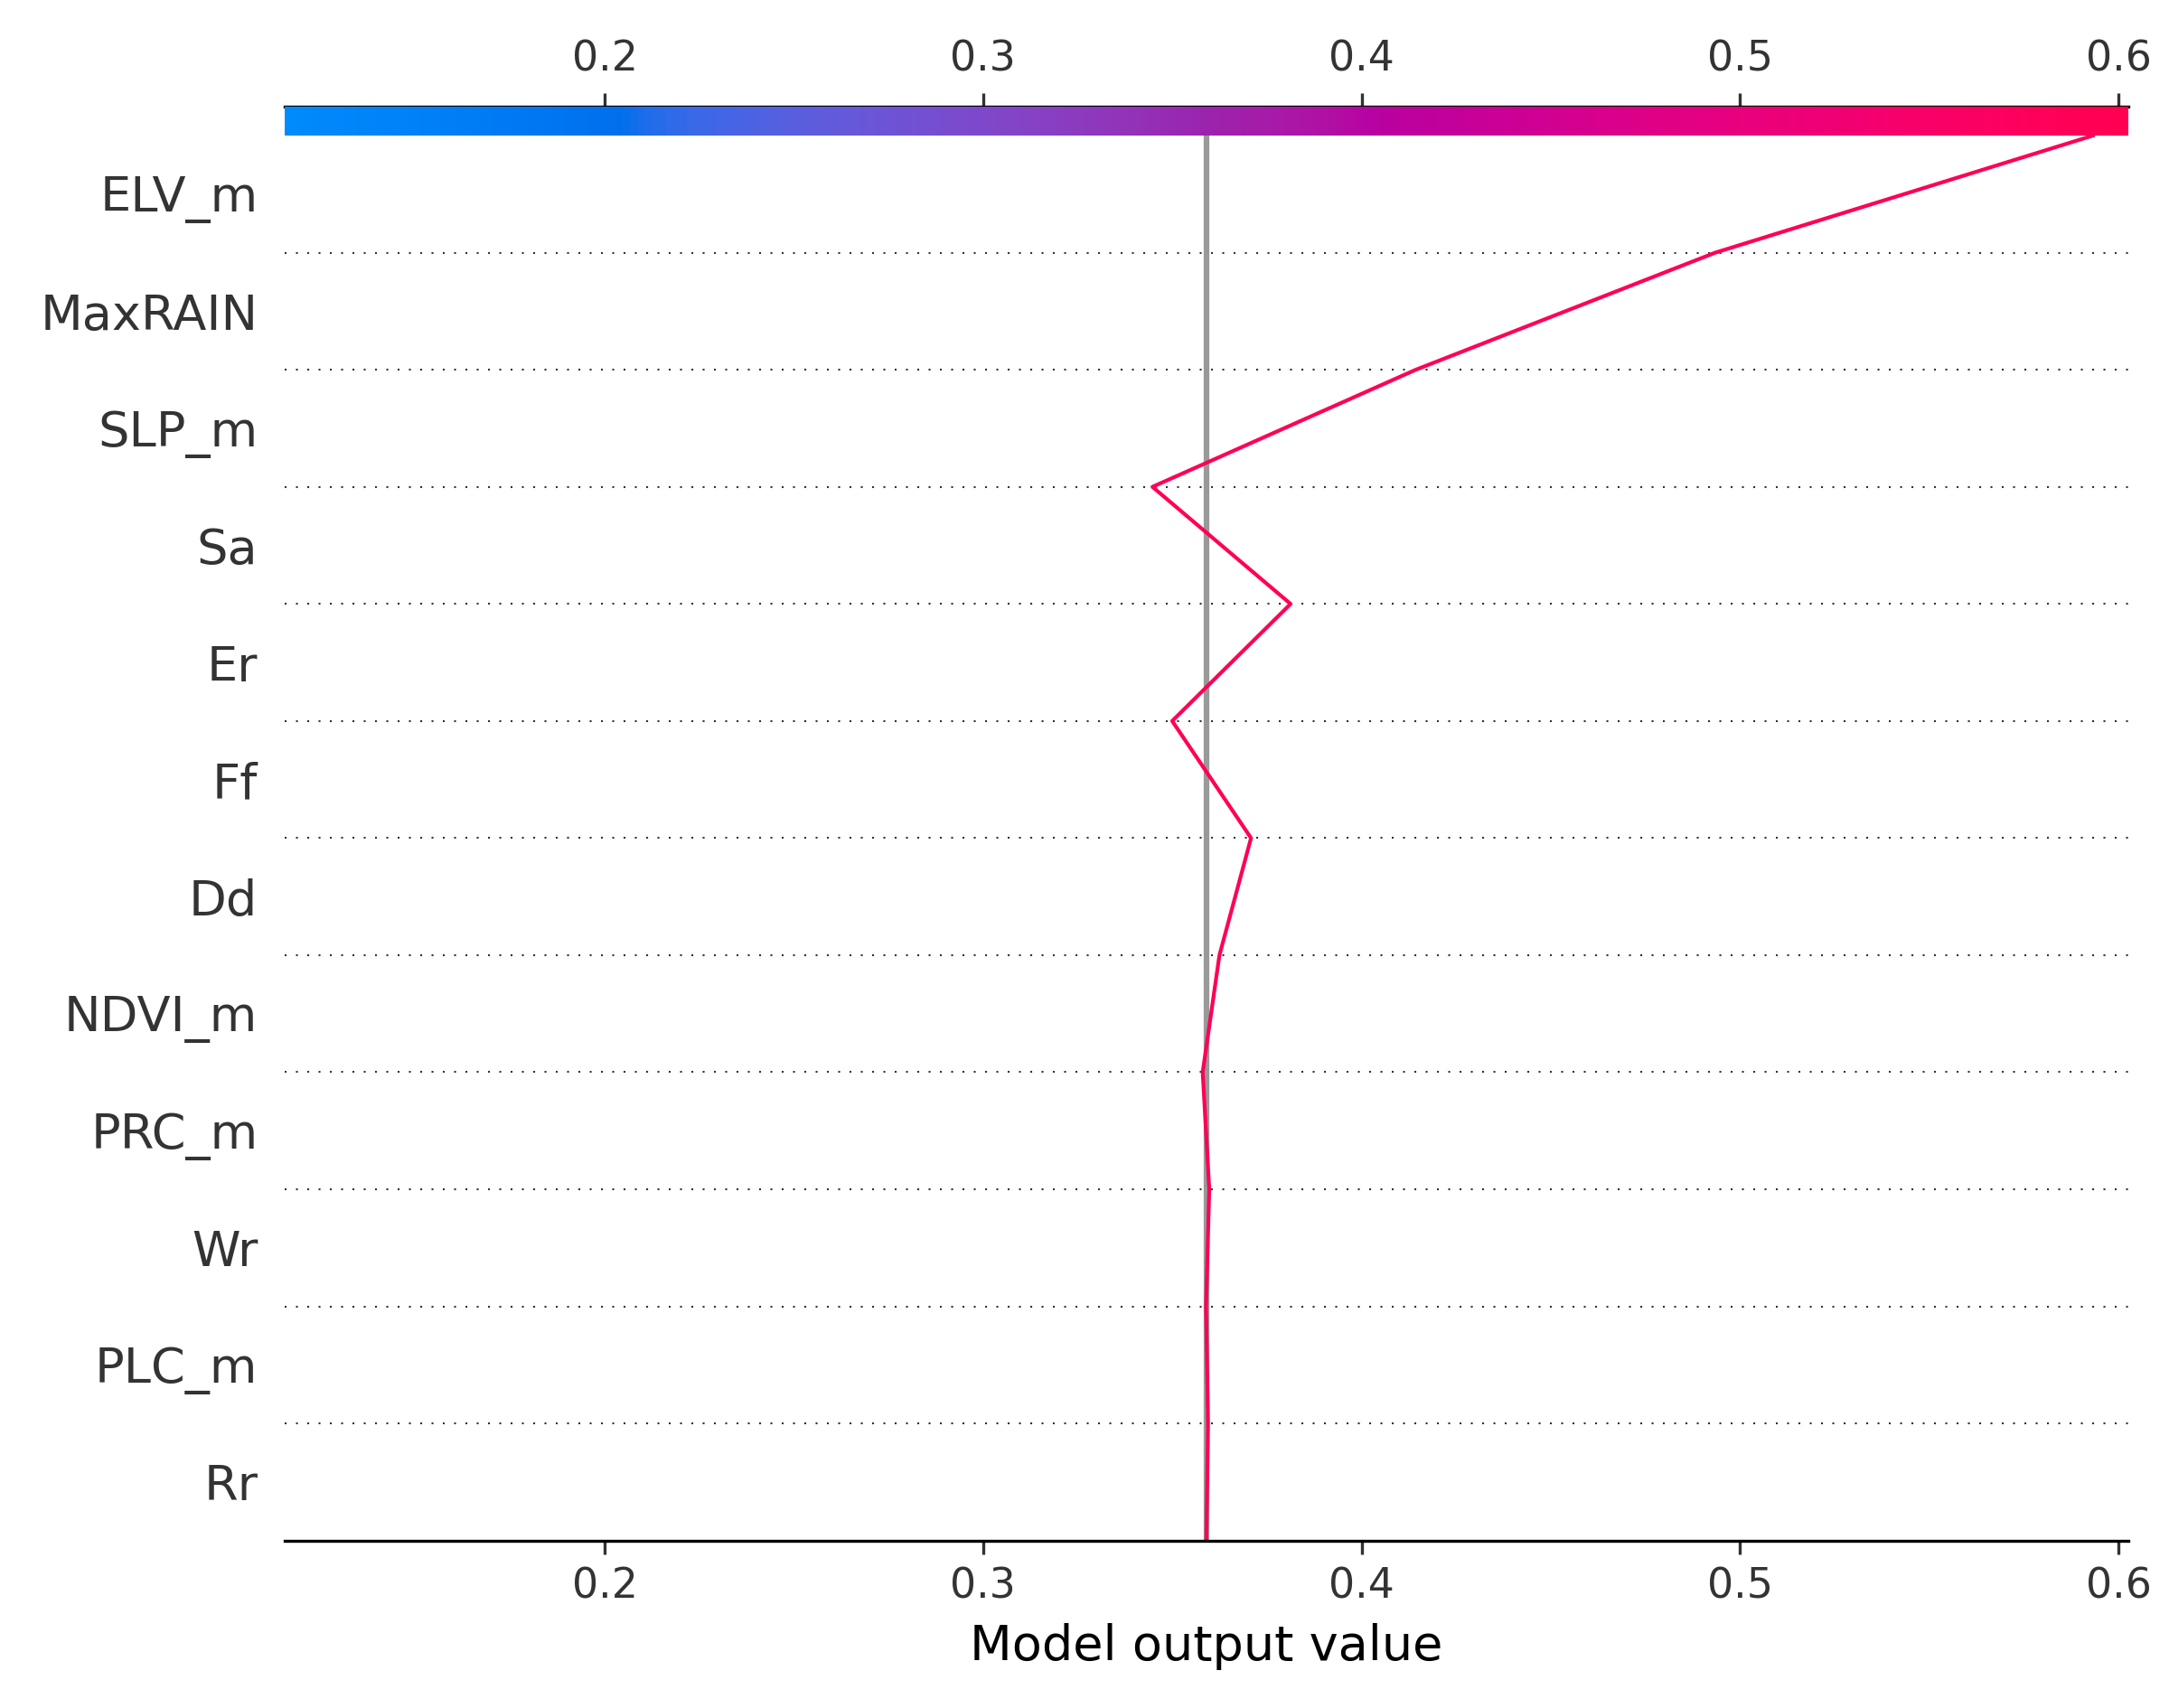 0.2 0.3 0.4 0.5 0.6
ELV_m
MaxRAIN
SLP_m
Sa
Er
Ff
Dd
NDVI_m
PRC_m
Wr
PLC_m
Rr
0.2 0.3 0.4 0.5 0.6
Model output value